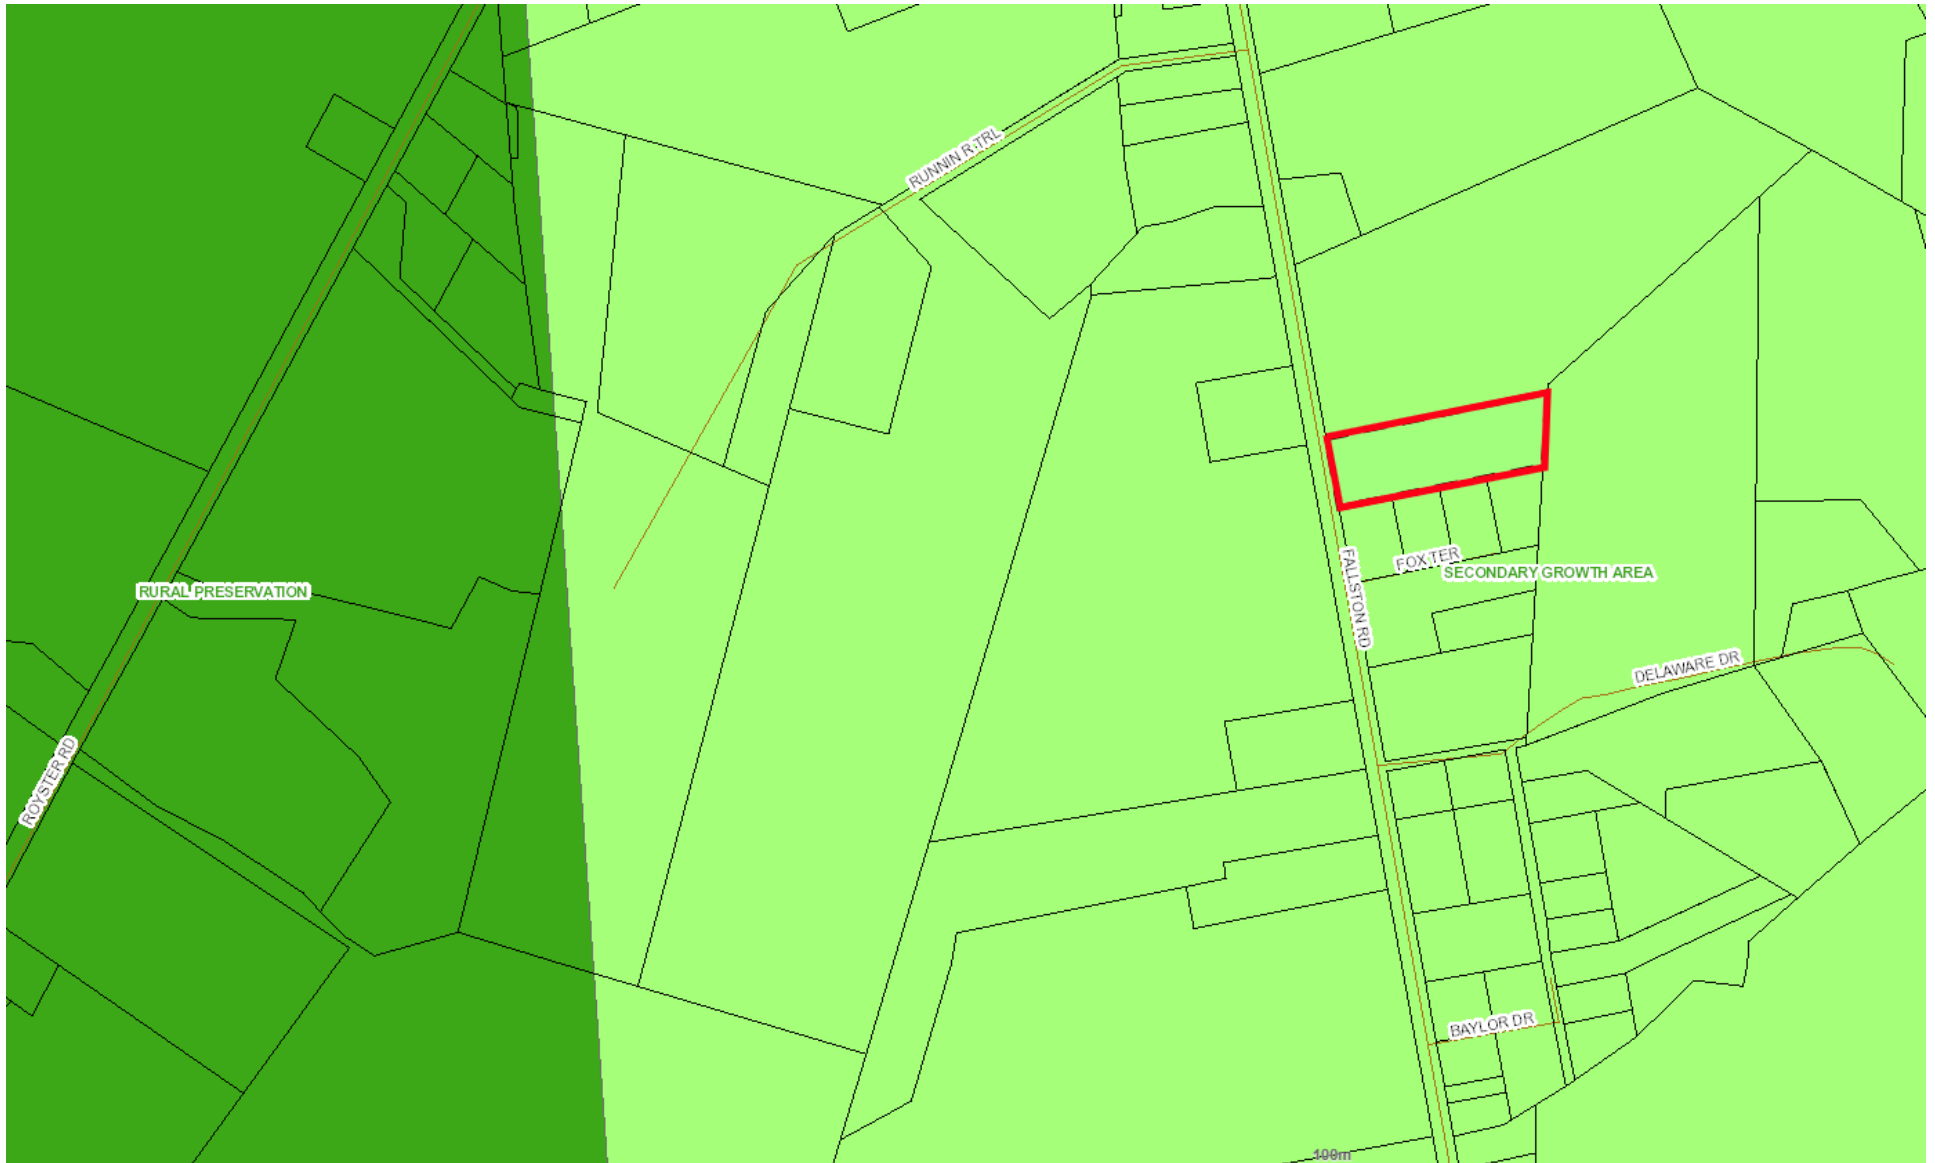 RUNNIN R TRL
FALLSTON RD
FOX TER
SECONDARY GROWTH AREA
RURAL PRESERVATION
DELAWARE DR
ROYSTER RD
BAYLOR DR
100m